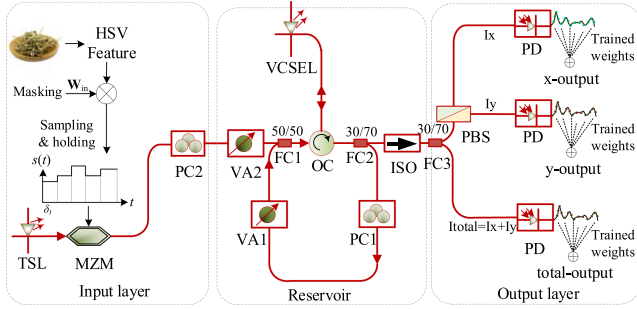 HSV
Feature
Masking
Win
Sampling
& holding
s(t)
δt
t
TSL
MZM
Input layer
PC2
VA2
50/50
FC1
VCSEL
OC
30/70
FC2
ISO
VA1
PC1
Reservoir
30/70
FC3
PBS
Ix
Iy
Itotal=Ix+Iy
PD
Trained
weights
x-output
PD
Trained
weights
y-output
PD
Trained
weights
total-output
Output layer